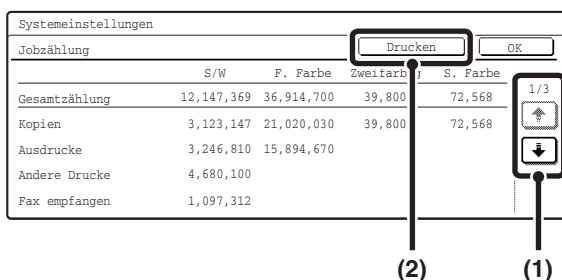 Systemeinstellungen
Jobzählung Drucken OK
S/W F. Farbe Zweifarbig S. Farbe
Gesamtzählung 12,147,369 36,914,700 39,800 72,568 1/3
Kopien 3,123,147 21,020,030 39,800 72,568
Ausdrucke 3,246,810 15,894,670
Andere Drucke 4,680,100
Fax empfangen 1,097,312
(2) (1)